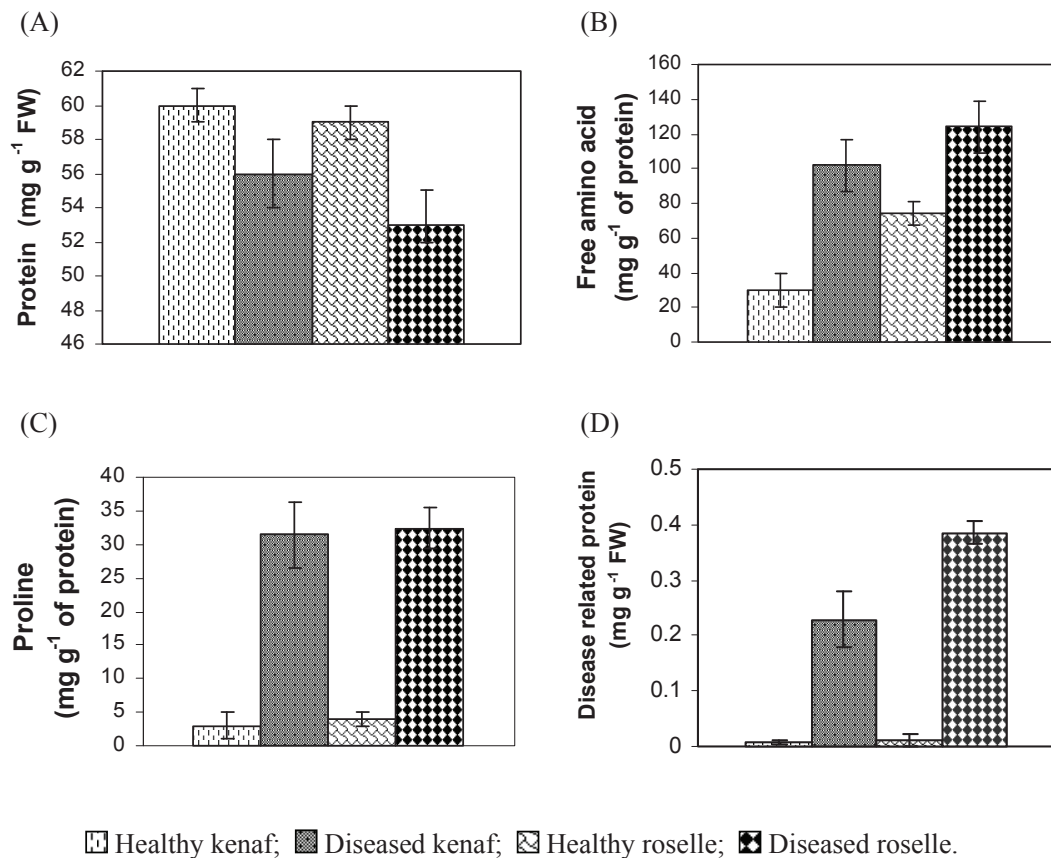 (A)
Protein (mg g⁻¹ FW)
62
60
58
56
54
52
50
48
46
(B)
Free amino acid
(mg g⁻¹ of protein)
160
140
120
100
80
60
40
20
0
(C)
Proline
(mg g⁻¹ of protein)
40
35
30
25
20
15
10
5
0
(D)
Disease related protein
(mg g⁻¹ FW)
0.5
0.4
0.3
0.2
0.1
0
Healthy kenaf; Diseased kenaf; Healthy roselle; Diseased roselle.